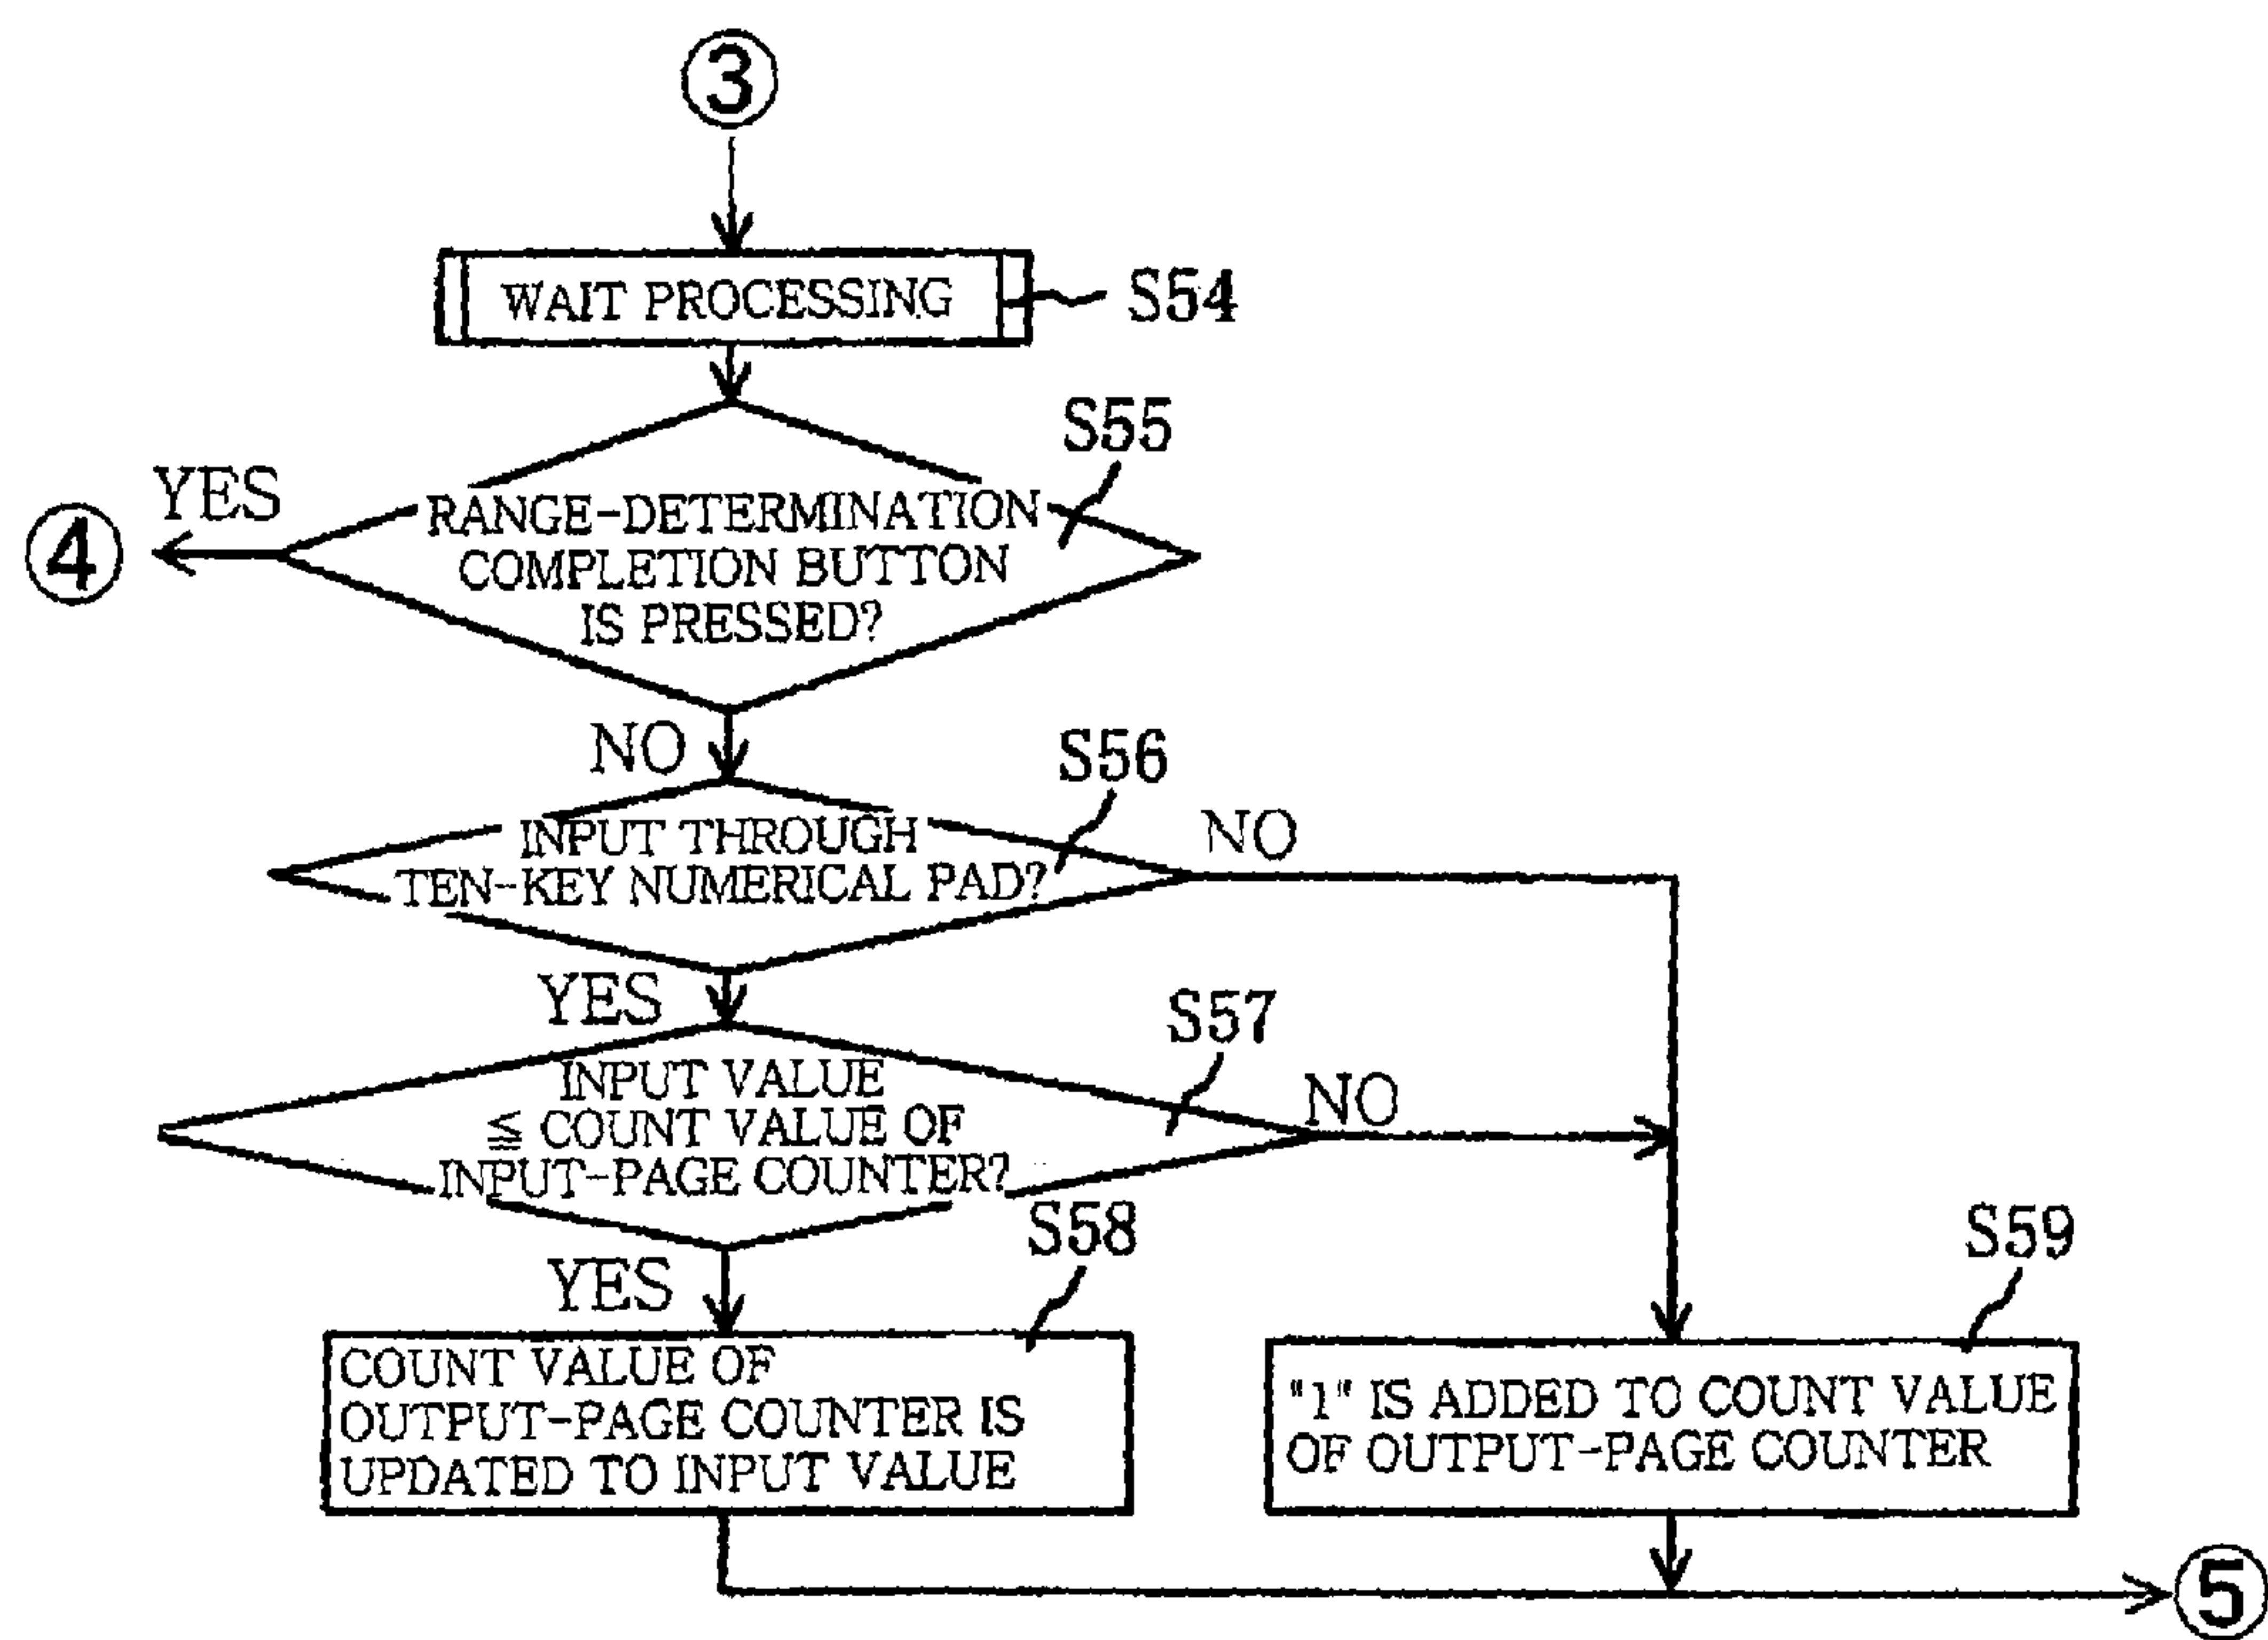 3
WAIT PROCESSING
S54
S55
YES
4
RANGE-DETERMINATION
COMPLETION BUTTON
IS PRESSED?
NO
S56
INPUT THROUGH
TEN-KEY NUMERICAL PAD?
NO
YES
S57
INPUT VALUE
≦ COUNT VALUE OF
INPUT-PAGE COUNTER?
NO
YES
S58
COUNT VALUE OF
OUTPUT-PAGE COUNTER IS
UPDATED TO INPUT VALUE
S59
"1" IS ADDED TO COUNT VALUE
OF OUTPUT-PAGE COUNTER
5